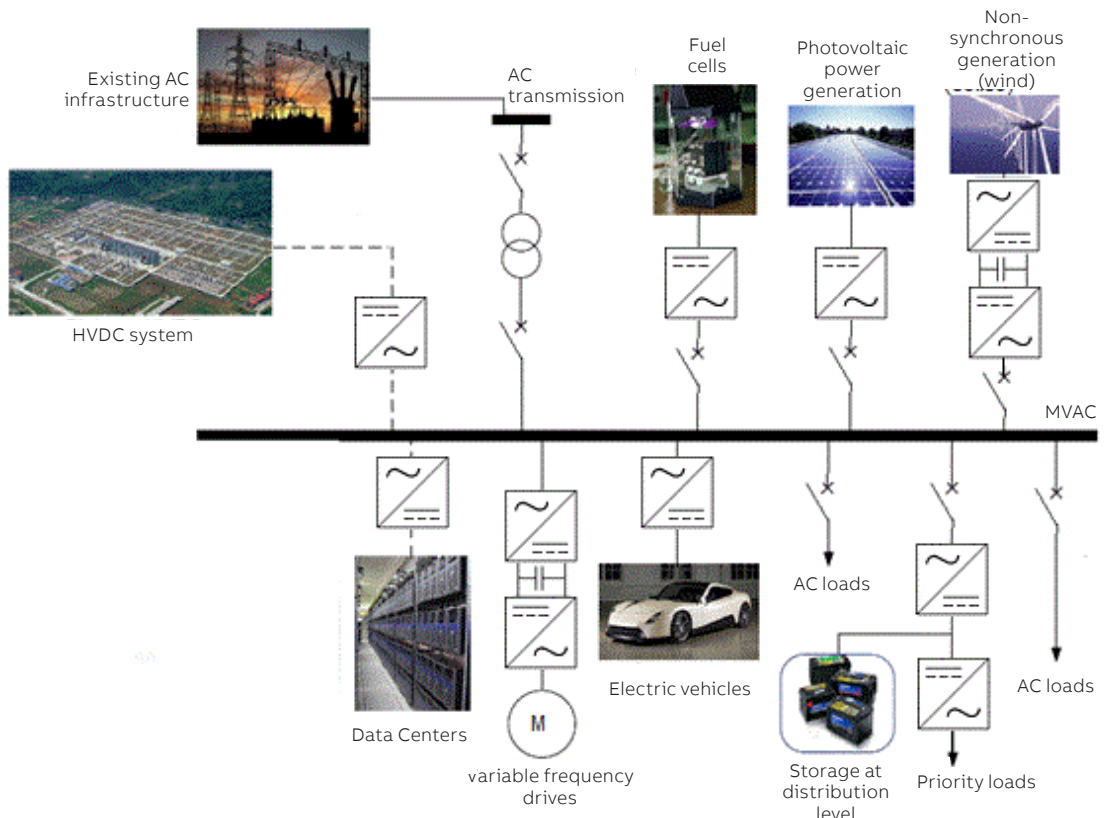 Existing AC
infrastructure
AC
transmission
Fuel
cells
Photovoltaic
power
generation
Non-
synchronous
generation
(wind)
HVDC system
MVAC
Data Centers
M
variable frequency
drives
Electric vehicles
AC loads
Storage at
distribution
level
Priority loads
AC loads